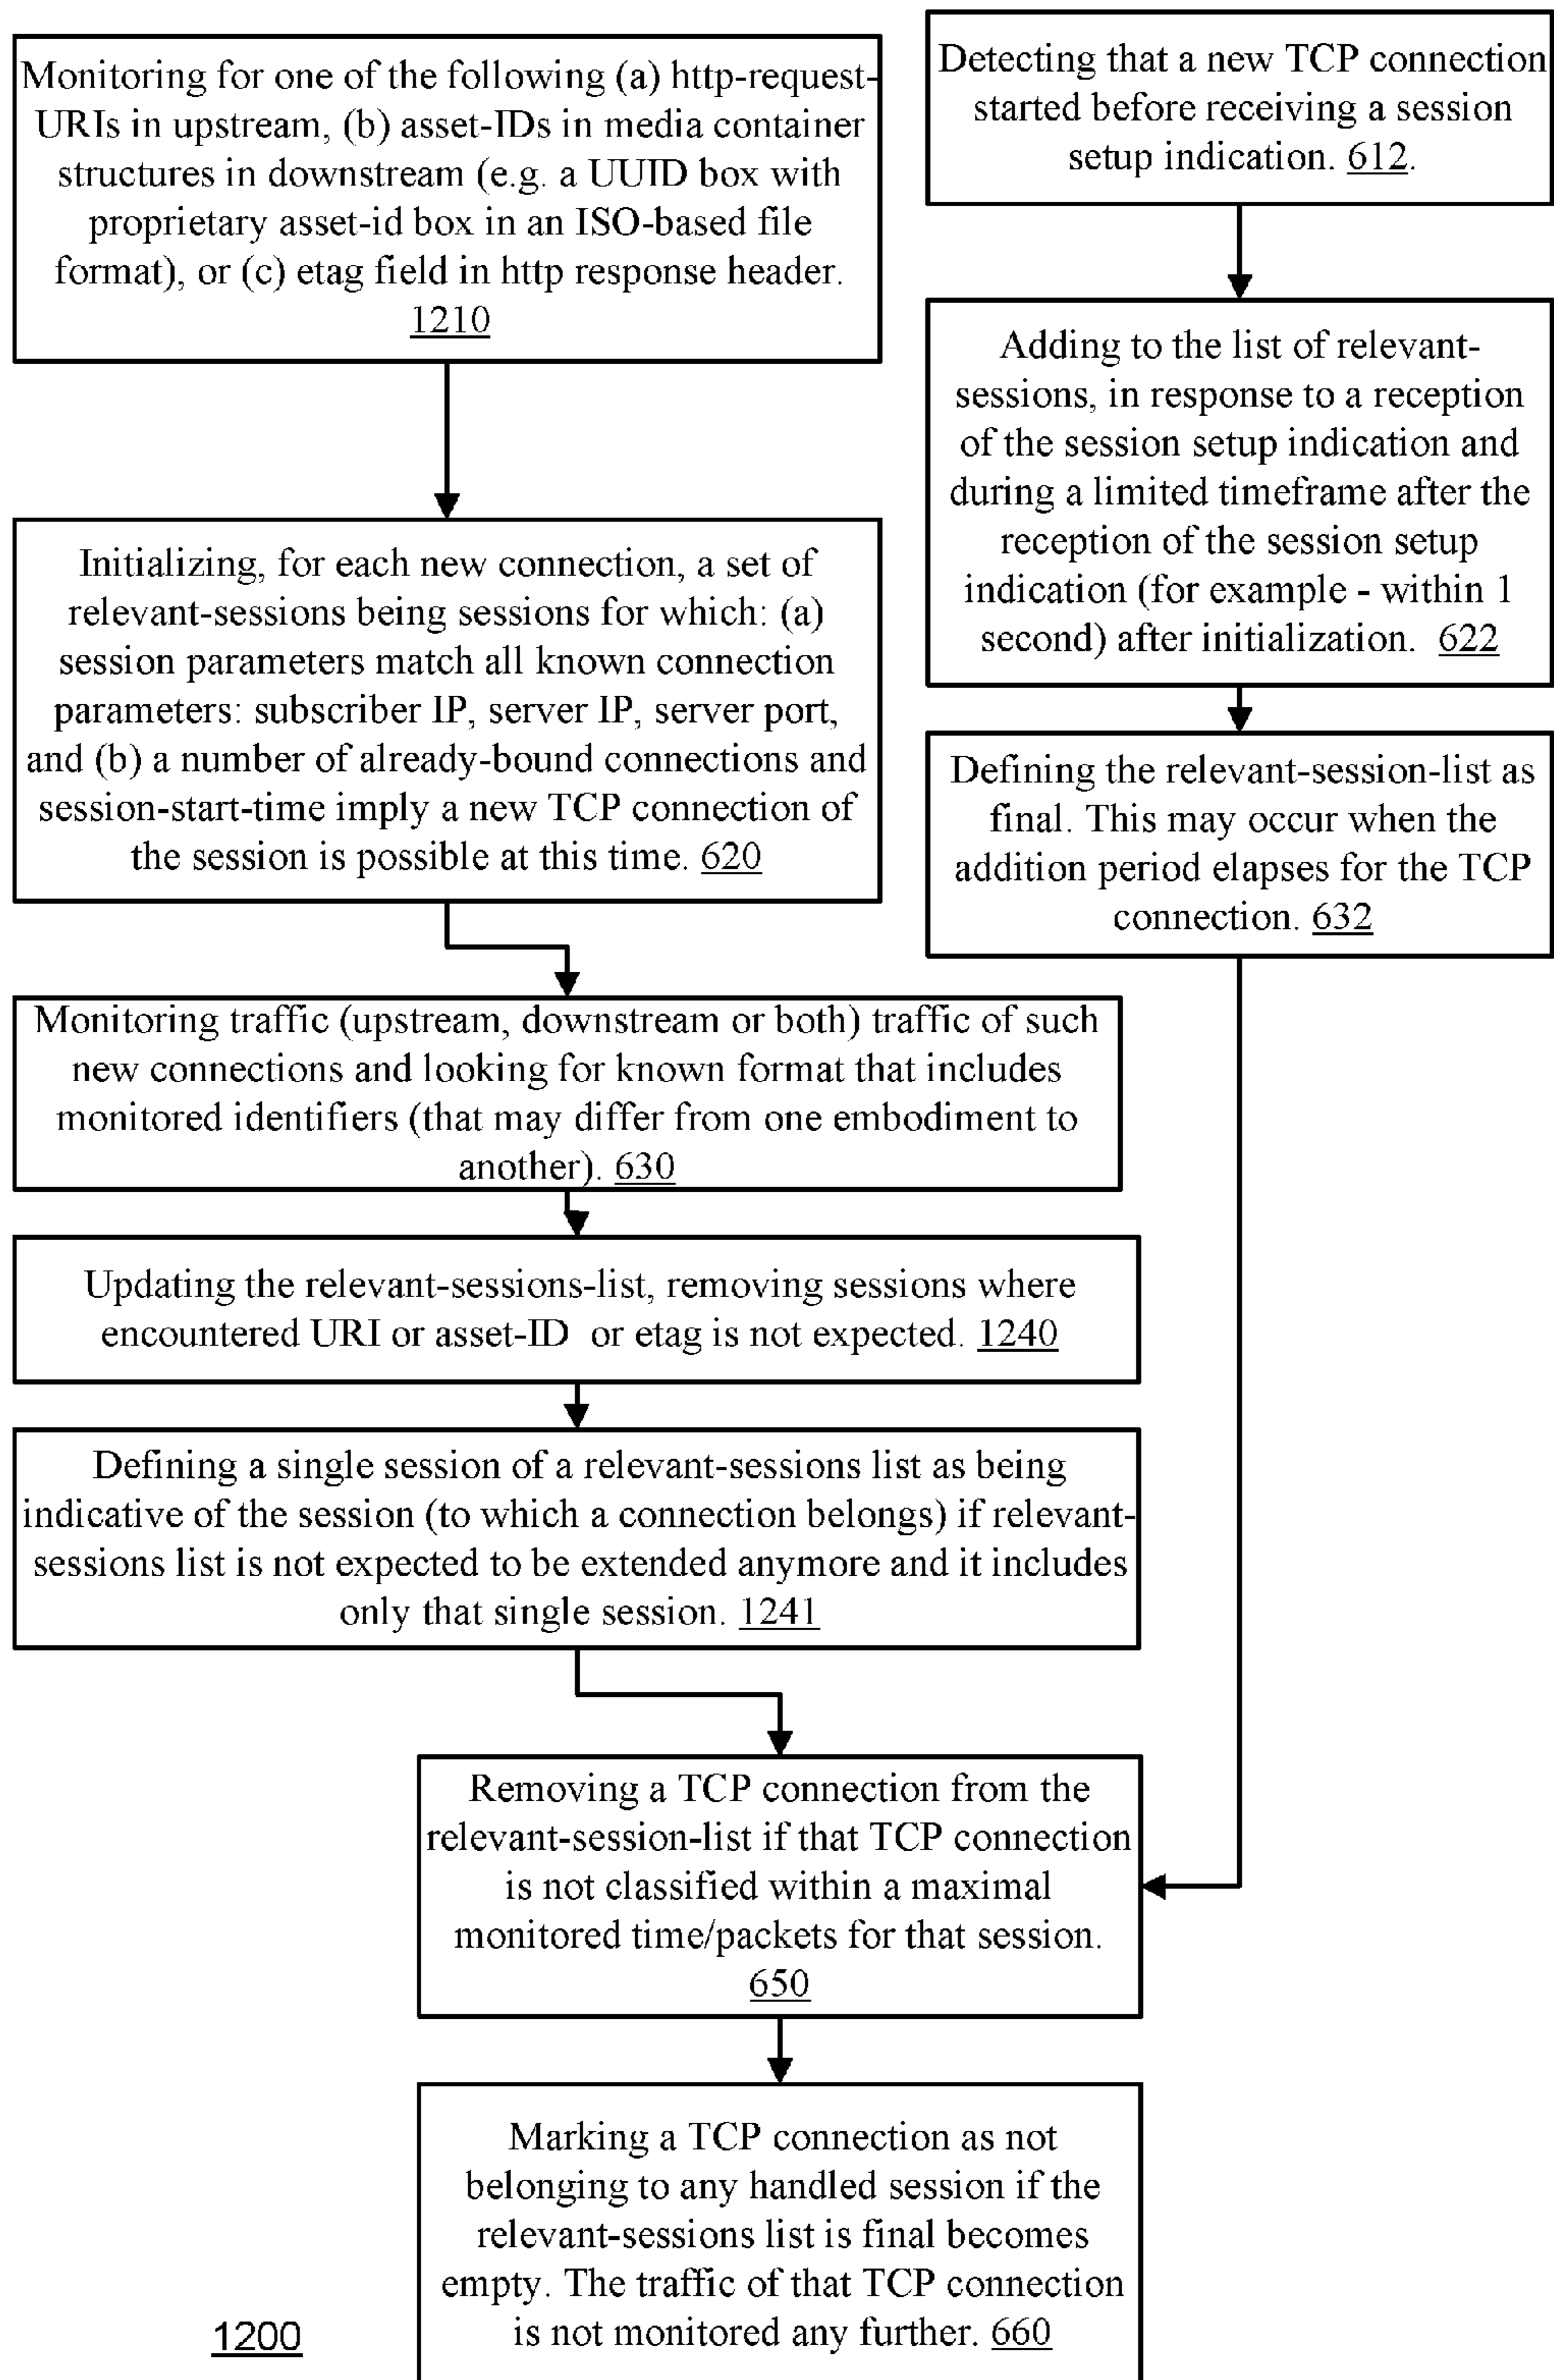 Monitoring for one of the following (a) http-request-
URIs in upstream, (b) asset-IDs in media container
structures in downstream (e.g. a UUID box with
proprietary asset-id box in an ISO-based file
format), or (c) etag field in http response header.
1210
Initializing, for each new connection, a set of
relevant-sessions being sessions for which: (a)
session parameters match all known connection
parameters: subscriber IP, server IP, server port,
and (b) a number of already-bound connections and
session-start-time imply a new TCP connection of
the session is possible at this time. 620
Detecting that a new TCP connection
started before receiving a session
setup indication. 612.
Adding to the list of relevant-
sessions, in response to a reception
of the session setup indication and
during a limited timeframe after the
reception of the session setup
indication (for example - within 1
second) after initialization. 622
Defining the relevant-session-list as
final. This may occur when the
addition period elapses for the TCP
connection. 632
Monitoring traffic (upstream, downstream or both) traffic of such
new connections and looking for known format that includes
monitored identifiers (that may differ from one embodiment to
another). 630
Updating the relevant-sessions-list, removing sessions where
encountered URI or asset-ID or etag is not expected. 1240
Defining a single session of a relevant-sessions list as being
indicative of the session (to which a connection belongs) if relevant-
sessions list is not expected to be extended anymore and it includes
only that single session. 1241
Removing a TCP connection from the
relevant-session-list if that TCP connection
is not classified within a maximal
monitored time/packets for that session.
650
Marking a TCP connection as not
belonging to any handled session if the
relevant-sessions list is final becomes
empty. The traffic of that TCP connection
is not monitored any further. 660
1200